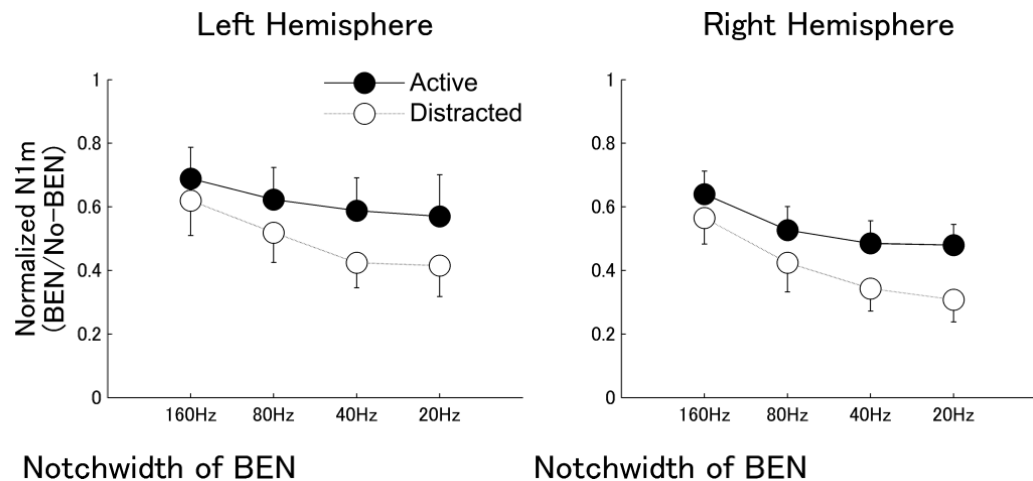 Left Hemisphere
Right Hemisphere
Active
Distracted
Normalized N1m
(BEN/No-BEN)
1
0.8
0.6
0.4
0.2
0
160Hz 80Hz 40Hz 20Hz
Notchwidth of BEN
1
0.8
0.6
0.4
0.2
0
160Hz 80Hz 40Hz 20Hz
Notchwidth of BEN